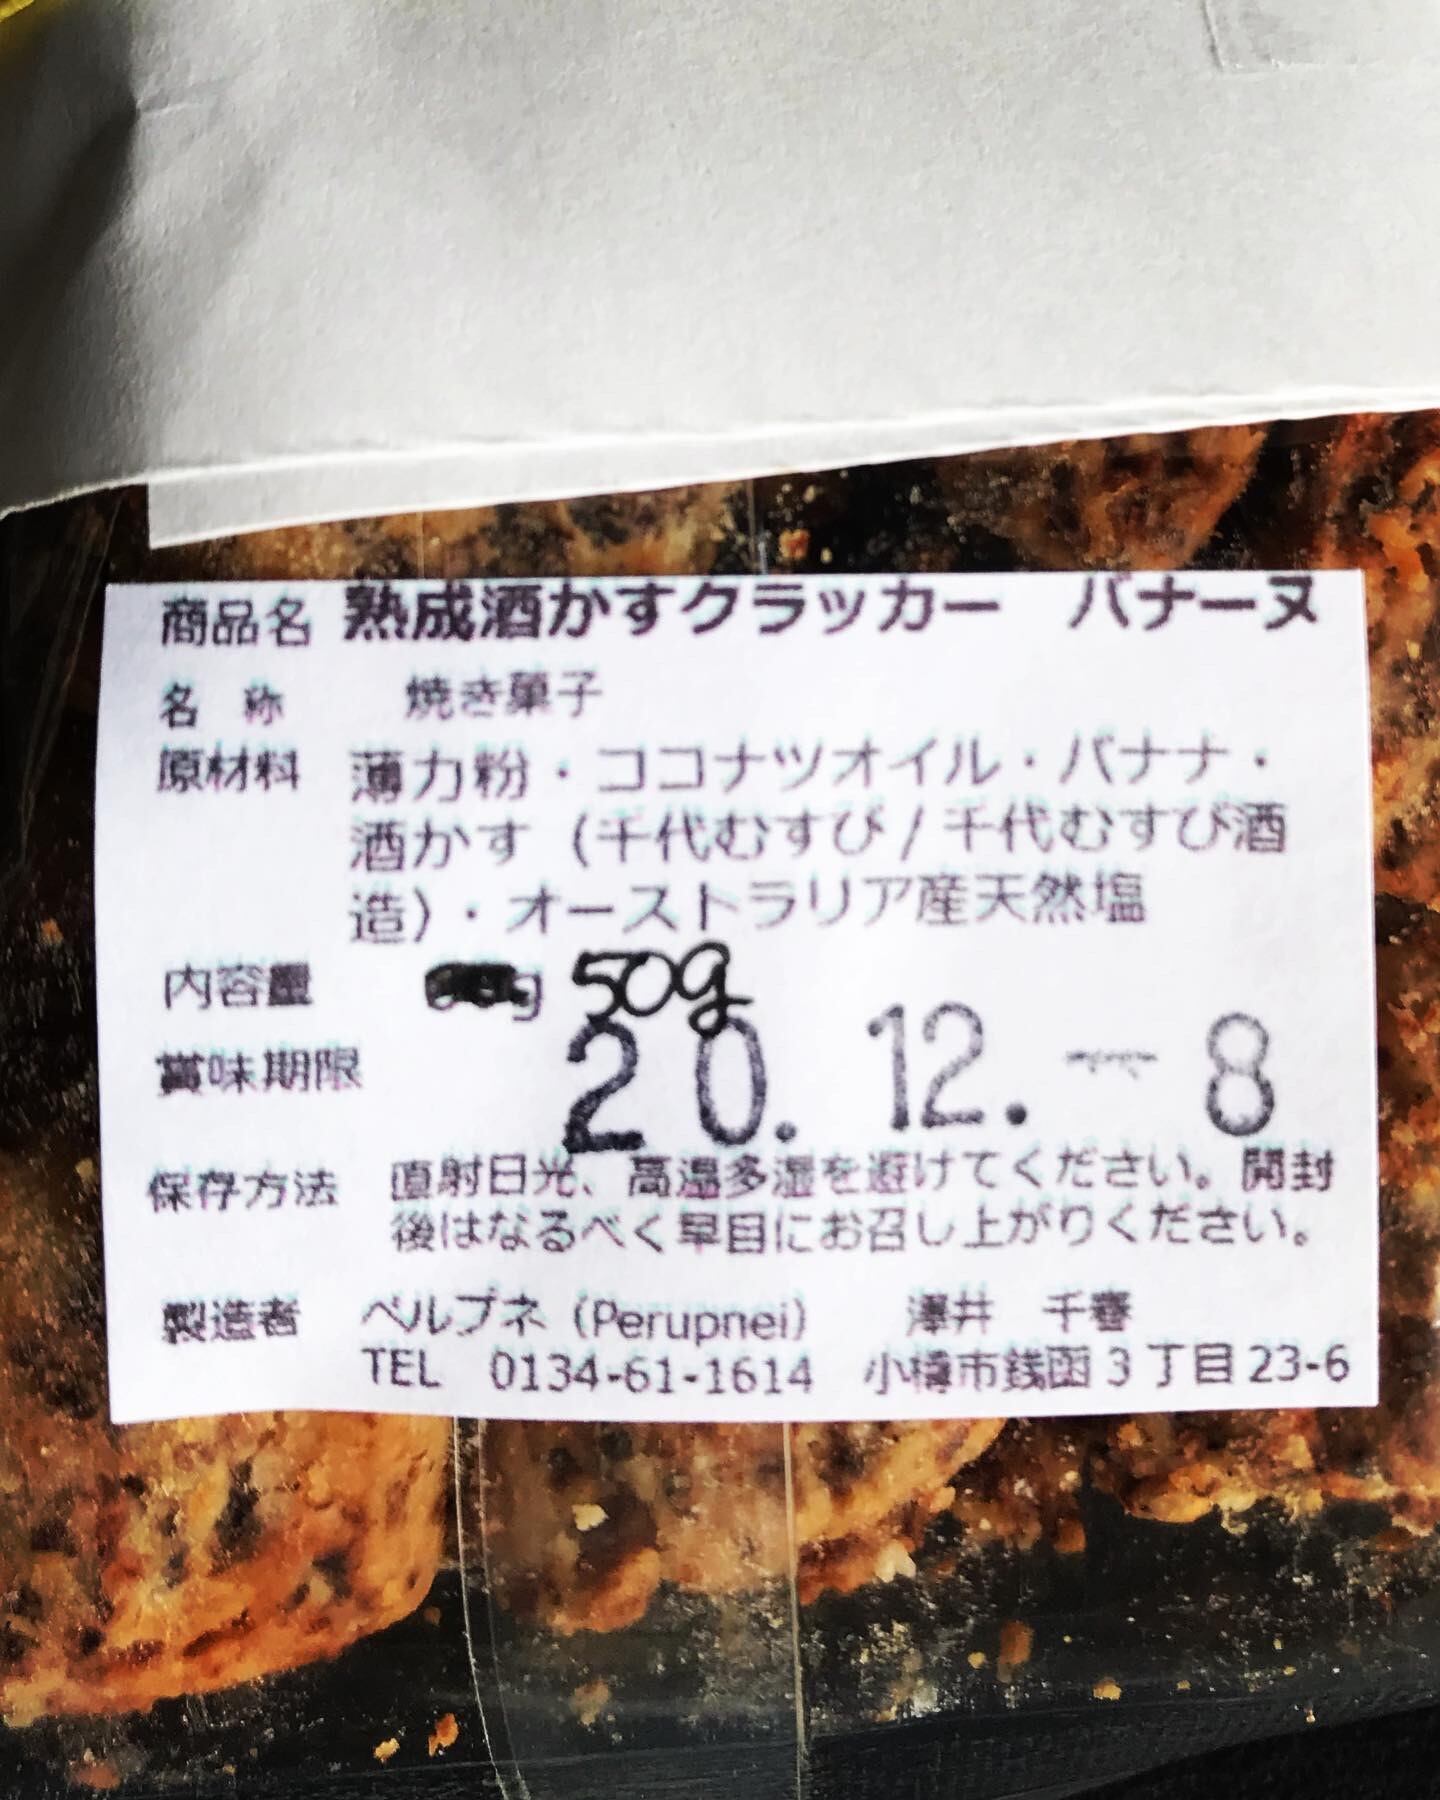 商品名 熟成酒かすクラッカー バナーヌ
名 称 焼き菓子
原材料 薄力粉・ココナツオイル・バナナ・
酒かす（千代むすび/千代むすび酒
造）・オーストラリア産天然塩
内容量 g 50g
賞味期限 20.12.-8
保存方法 直射日光、高温多湿を避けてください。開封
後はなるべく早目にお召し上がりください。
製造者 ペルプネ（Perupnei） 澤井 千春
TEL 0134-61-1614 小樽市銭函3丁目23-6